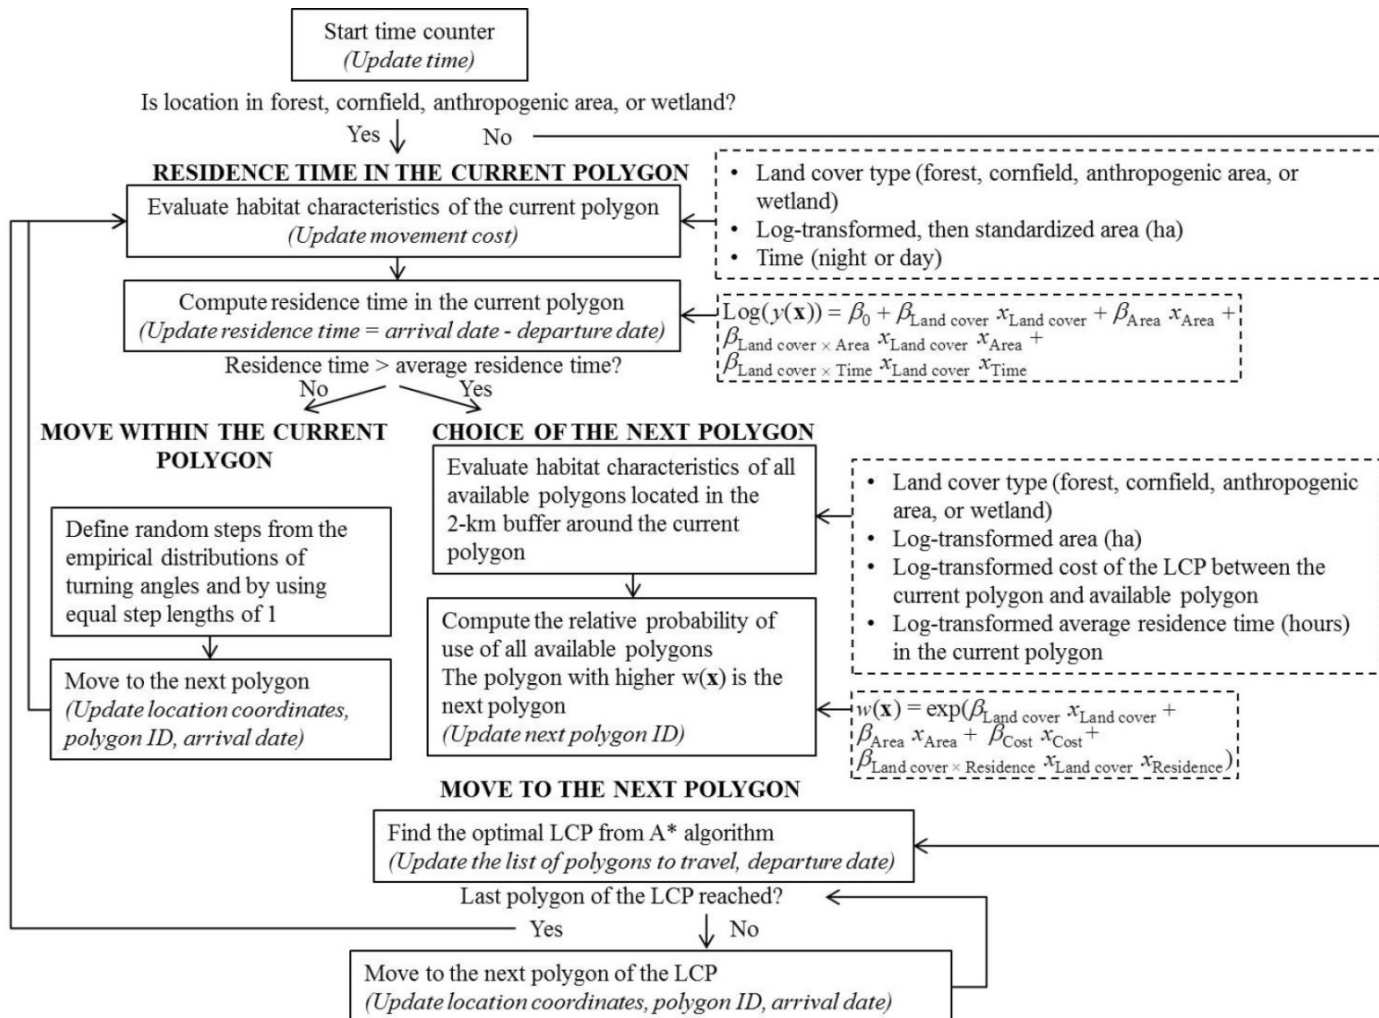 Start time counter
(Update time)
Is location in forest, cornfield, anthropogenic area, or wetland?
Yes
No
RESIDENCE TIME IN THE CURRENT POLYGON
Evaluate habitat characteristics of the current polygon
(Update movement cost)
• Land cover type (forest, cornfield, anthropogenic area, or
wetland)
• Log-transformed, then standardized area (ha)
• Time (night or day)
Compute residence time in the current polygon
(Update residence time = arrival date - departure date)
Log(y(x)) = β0 + βLand cover xLand cover + βArea xArea +
βLand cover × Area xLand cover xArea +
βLand cover × Time xLand cover xTime
Residence time > average residence time?
No
Yes
MOVE WITHIN THE CURRENT
POLYGON
Define random steps from the
empirical distributions of
turning angles and by using
equal step lengths of 1
Move to the next polygon
(Update location coordinates,
polygon ID, arrival date)
CHOICE OF THE NEXT POLYGON
Evaluate habitat characteristics of all
available polygons located in the
2-km buffer around the current
polygon
• Land cover type (forest, cornfield, anthropogenic
area, or wetland)
• Log-transformed area (ha)
• Log-transformed cost of the LCP between the
current polygon and available polygon
• Log-transformed average residence time (hours)
in the current polygon
Compute the relative probability of
use of all available polygons
The polygon with higher w(x) is the
next polygon
(Update next polygon ID)
w(x) = exp(βLand cover xLand cover +
βArea xArea + βCost xCost+
βLand cover × Residence xLand cover xResidence)
MOVE TO THE NEXT POLYGON
Find the optimal LCP from A* algorithm
(Update the list of polygons to travel, departure date)
Last polygon of the LCP reached?
Yes
No
Move to the next polygon of the LCP
(Update location coordinates, polygon ID, arrival date)